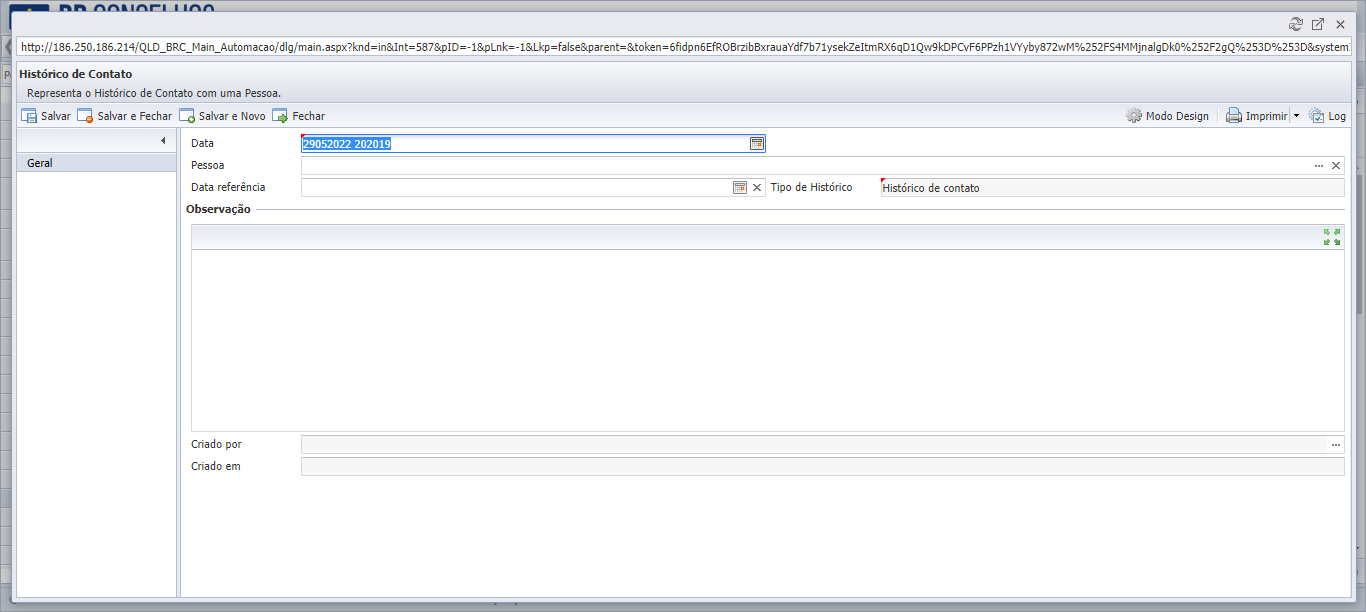 http://186.250.186.214/QLD_BRC_Main_Automacao/dlg/main.aspx?knd=in&Int=587&pID=-1&pLnk=-1&Lkp=false&parent=&token=6fidpn6EfROBrzibBxrauaYdf7b71ysekZeItmRX6qD1Qw9kDPCvF6PPzh1VYyby872wM%252FS4MMjnalgDk0%252F2gQ%253D%253D&system
Histórico de Contato
Representa o Histórico de Contato com uma Pessoa.
Salvar Salvar e Fechar Salvar e Novo Fechar Modo Design Imprimir Log
Geral
Data 29052022 202019
Pessoa
Data referência Tipo de Histórico Histórico de contato
Observação
Criado por
Criado em